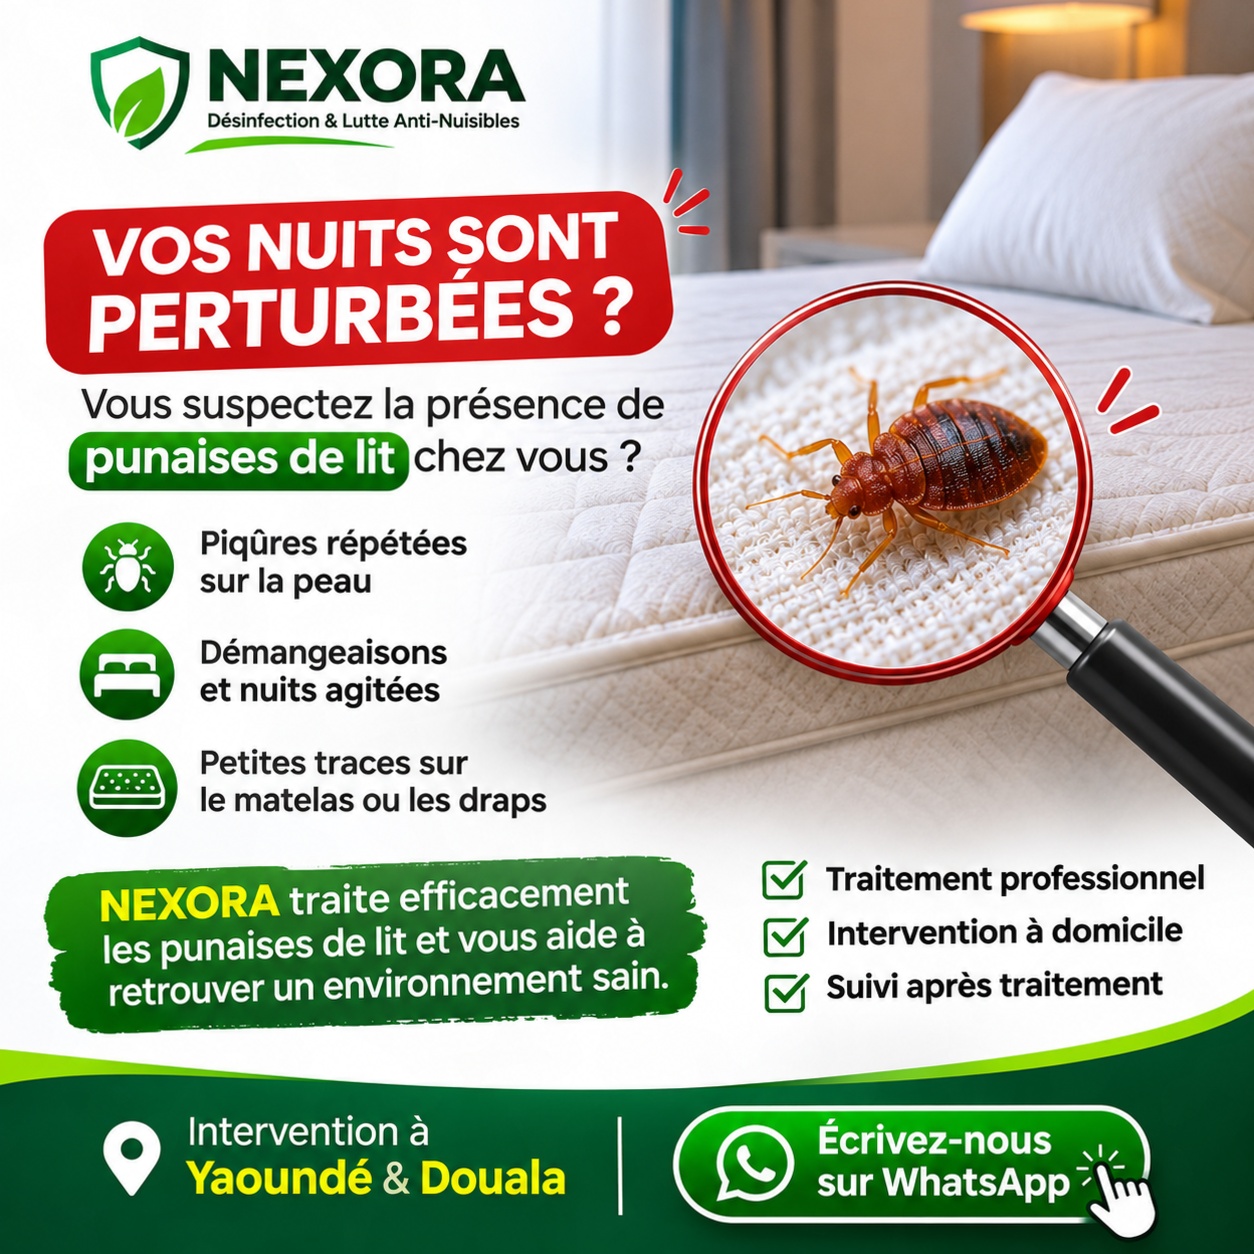 NEXORA
Désinfection & Lutte Anti-Nuisibles
VOS NUITS SONT
PERTURBÉES ?
Vous suspectez la présence de
punaises de lit chez vous ?
Piqûres répétées
sur la peau
Démangeaisons
et nuits agitées
Petites traces sur
le matelas ou les draps
NEXORA traite efficacement
les punaises de lit et vous aide à
retrouver un environnement sain.
Traitement professionnel
Intervention à domicile
Suivi après traitement
Intervention à
Yaoundé & Douala
Écrivez-nous
sur WhatsApp